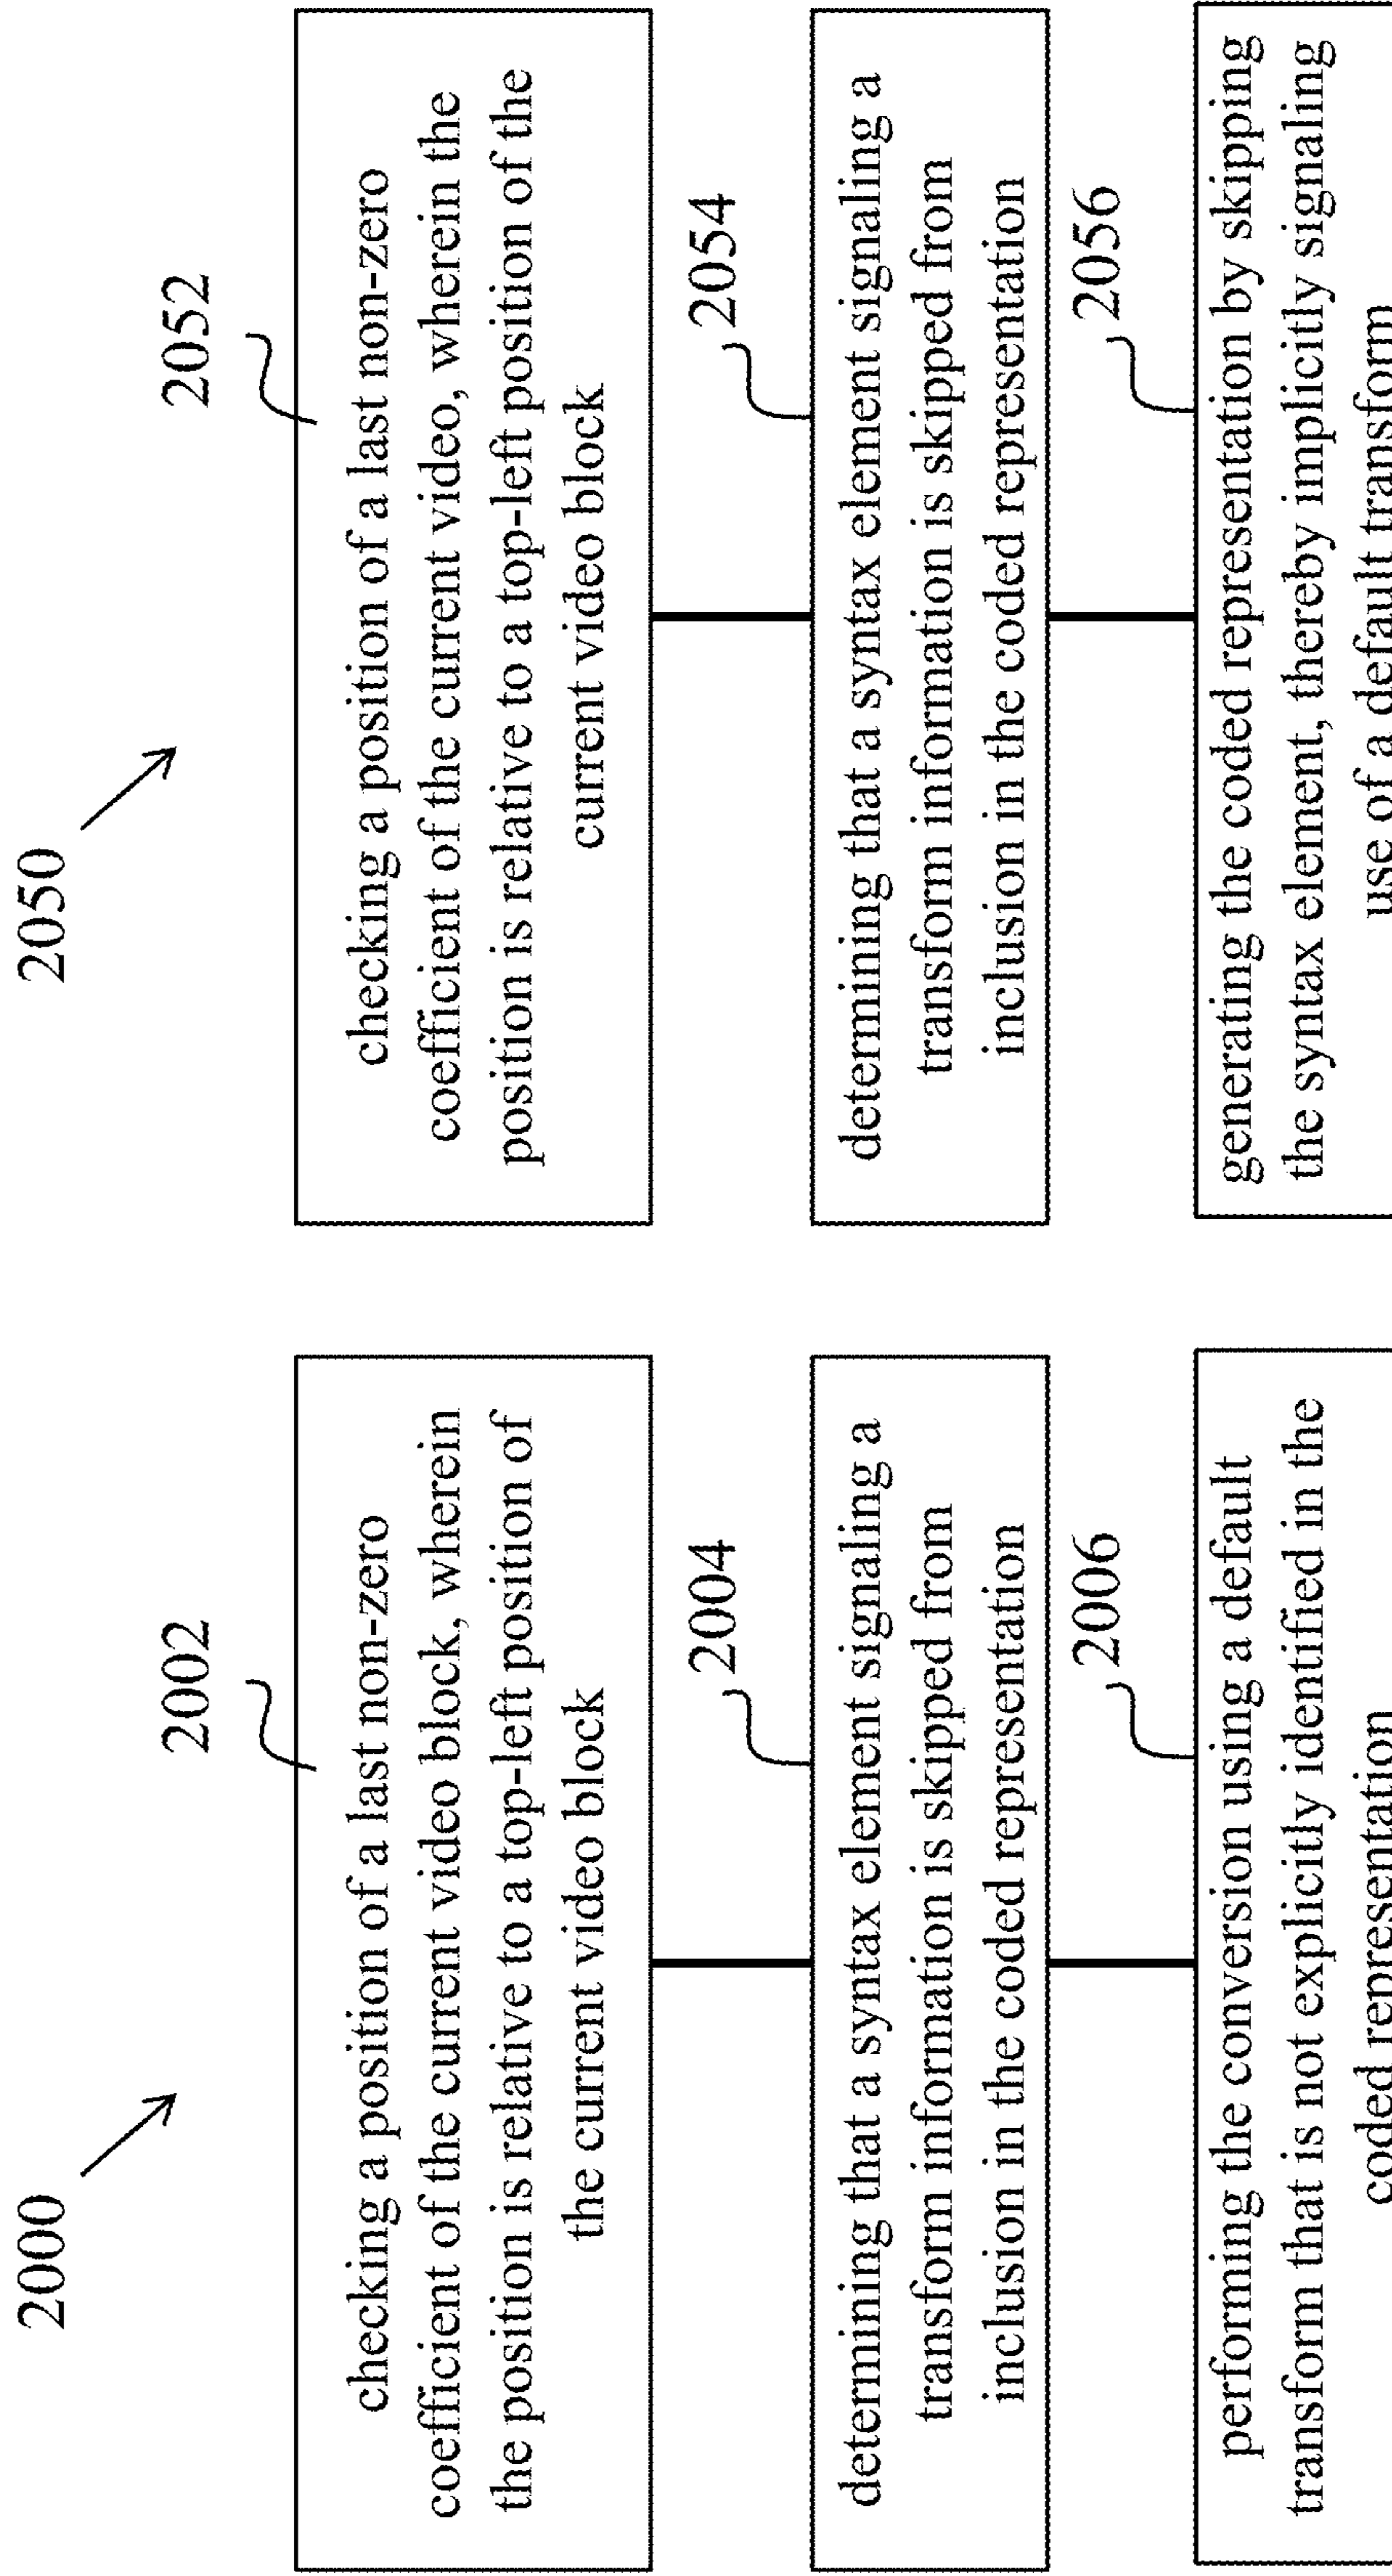 2000
2002
checking a position of a last non-zero
coefficient of the current video block, wherein
the position is relative to a top-left position of
the current video block
2004
determining that a syntax element signaling a
transform information is skipped from
inclusion in the coded representation
2006
performing the conversion using a default
transform that is not explicitly identified in the
coded representation
2050
2052
checking a position of a last non-zero
coefficient of the current video, wherein the
position is relative to a top-left position of the
current video block
2054
determining that a syntax element signaling a
transform information is skipped from
inclusion in the coded representation
2056
generating the coded representation by skipping
the syntax element, thereby implicitly signaling
use of a default transform